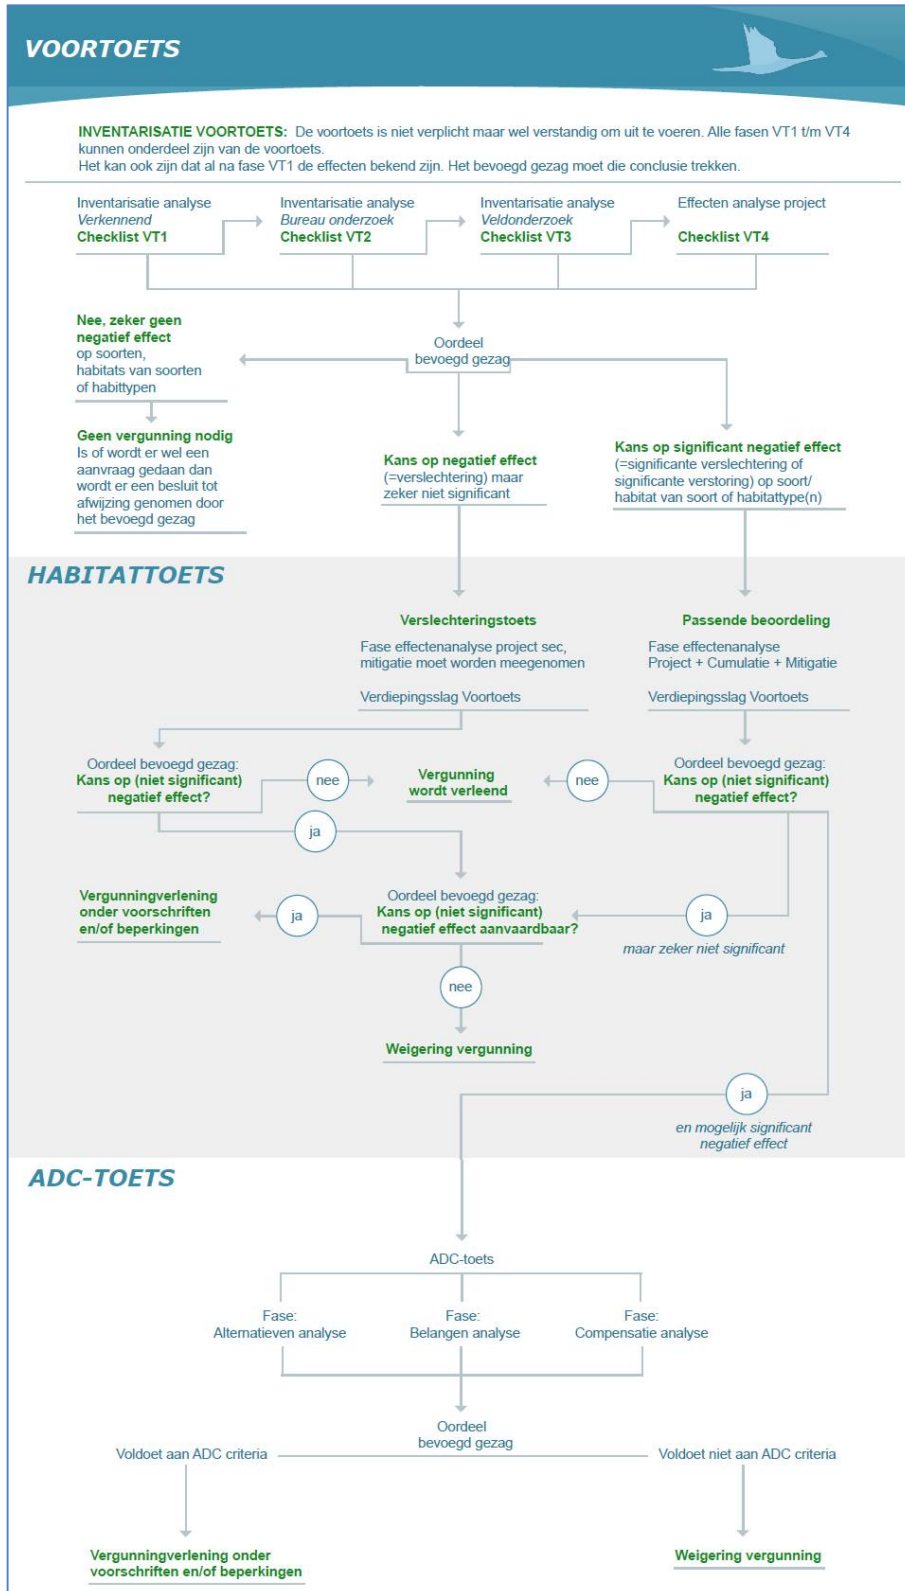 VOORTOETS
INVENTARISATIE VOORTOETS: De voortoets is niet verplicht maar wel verstandig om uit te voeren. Alle fasen VT1 t/m VT4
kunnen onderdeel zijn van de voortoets.
Het kan ook zijn dat al na fase VT1 de effecten bekend zijn. Het bevoegd gezag moet die conclusie trekken.
Inventarisatie analyse
Verkennend
Checklist VT1
Inventarisatie analyse
Bureau onderzoek
Checklist VT2
Inventarisatie analyse
Veldonderzoek
Checklist VT3
Effecten analyse project
Checklist VT4
Oordeel
bevoegd gezag
Nee, zeker geen
negatief effect
op soorten,
habitats van soorten
of habittypen
Geen vergunning nodig
Is of wordt er wel een
aanvraag gedaan dan
wordt er een besluit tot
afwijzing genomen door
het bevoegd gezag
Kans op negatief effect
(=verslechtering) maar
zeker niet significant
Kans op significant negatief effect
(=significante verslechtering of
significante verstoring) op soort/
habitat van soort of habitattype(n)
HABITATTOETS
Verslechteringstoets
Fase effectenanalyse project sec,
mitigatie moet worden meegenomen
Verdiepingsslag Voortoets
Passende beoordeling
Fase effectenanalyse
Project + Cumulatie + Mitigatie
Verdiepingsslag Voortoets
Oordeel bevoegd gezag:
Kans op (niet significant)
negatief effect?
nee
Vergunning
wordt verleend
nee
Oordeel bevoegd gezag:
Kans op (niet significant)
negatief effect?
ja
Vergunningverlening
onder voorschriften
en/of beperkingen
ja
Oordeel bevoegd gezag:
Kans op (niet significant)
negatief effect aanvaardbaar?
ja
maar zeker niet significant
nee
Weigering vergunning
ja
en mogelijk significant
negatief effect
ADC-TOETS
ADC-toets
Fase:
Alternatieven analyse
Fase:
Belangen analyse
Fase:
Compensatie analyse
Oordeel
bevoegd gezag
Voldoet aan ADC criteria
Voldoet niet aan ADC criteria
Vergunningverlening onder
voorschriften en/of beperkingen
Weigering vergunning